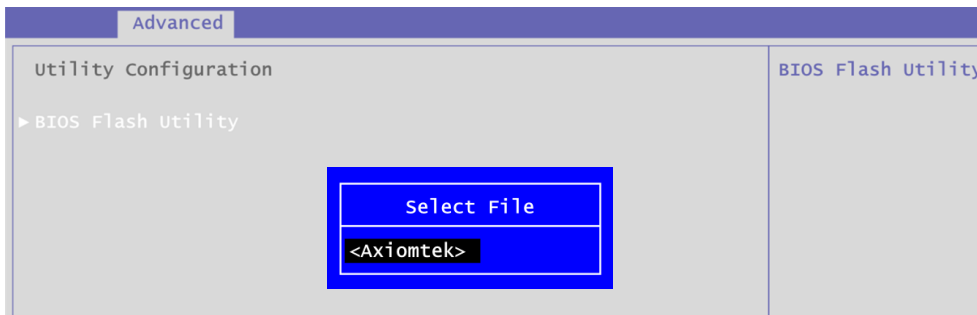 Advanced
Utility Configuration
BIOS Flash Utility
BIOS Flash Utility
Select File
<Axiomtek>